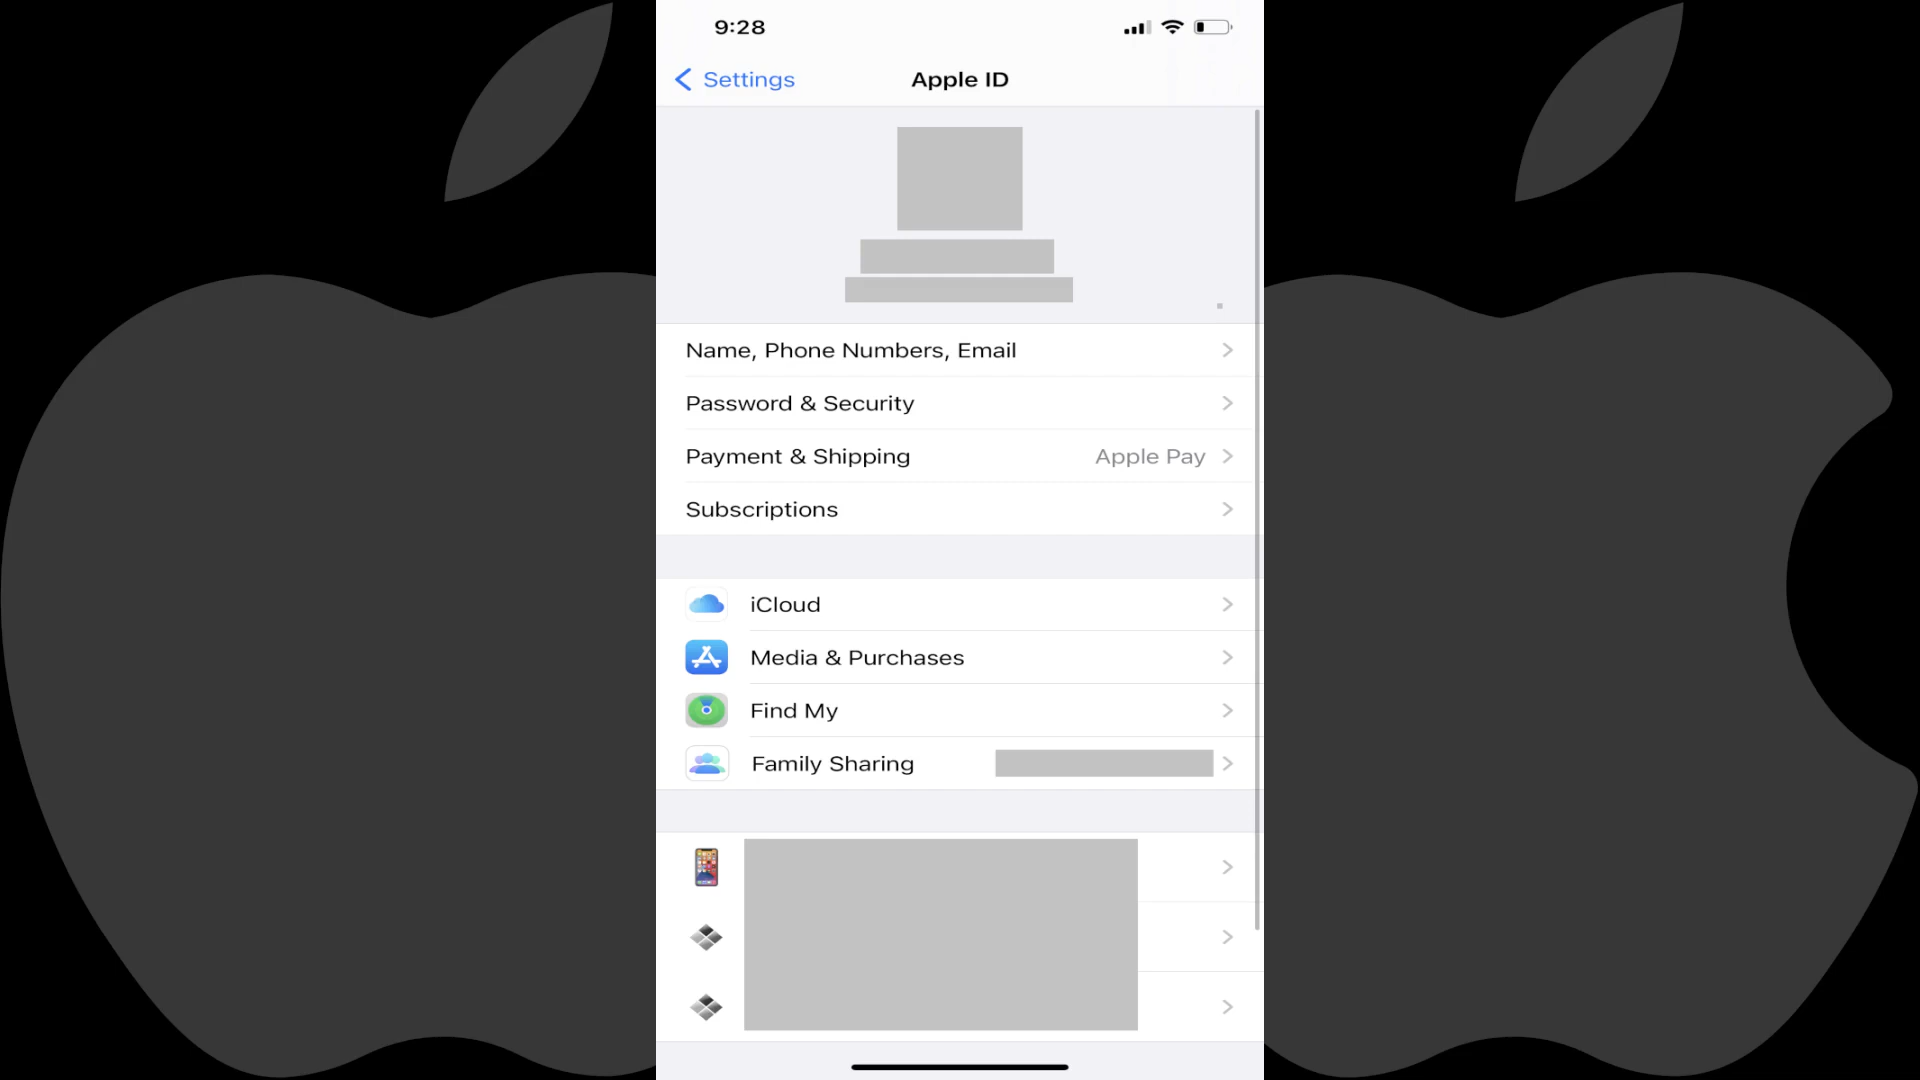 9:28
Settings
Apple ID
Name, Phone Numbers, Email
Password & Security
Payment & Shipping Apple Pay
Subscriptions
iCloud
Media & Purchases
Find My
Family Sharing